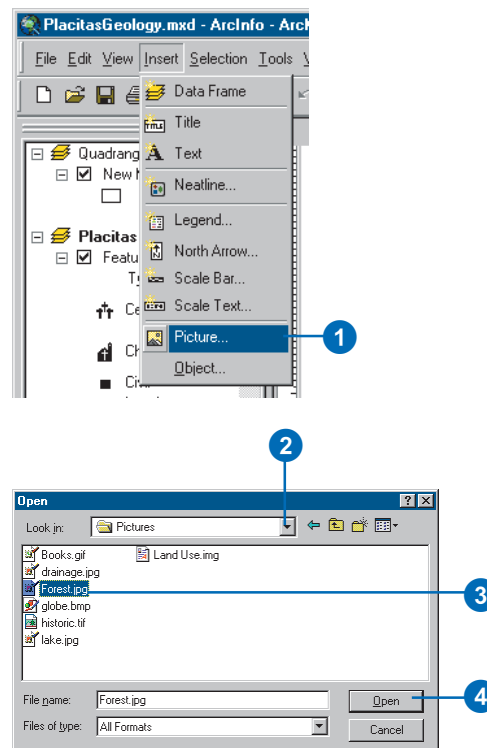 PlacitasGeology.mxd - ArcInfo - Arc
File Edit View Insert Selection Tools
Data Frame
Title
Text
Neatline...
Legend...
North Arrow...
Scale Bar...
Scale Text...
Picture...
Object...
Quadrang
New
Placitas
Featu
Ce
Ch
Civ
1
2
Open
Look in: Pictures
Books.gif
Land Use.img
drainage.jpg
Forest.jpg
globe.bmp
historic.tif
lake.jpg
3
File name: Forest.jpg Open
4
Files of type: All Formats Cancel